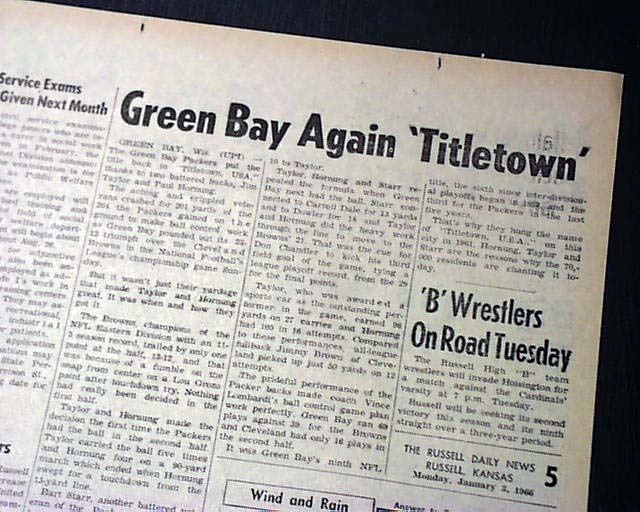 Service Exams
Given Next Month
Green Bay Again 'Titletown'
GREEN BAY, Wis. (UPI) —
The Green Bay Packers put the
title back in "Titletown, USA,"
thanks to two battered backs, Jim
Taylor and Paul Hornung.
The aching and crippled vete-
rans crashed for 201 yards of the
the Packers gained on the
ground to make ball control work
as Green Bay pounded out its 23-
triumph over the Cleveland
Browns in the National Football
League's championship game Sun-
day.
But it wasn't just their yardage
that made Taylor and Hornung
great. It was when and how they
got it.
The Browns, champions of the
NFL Eastern Division with an 11-
3 season record, trailed by only one
point at the half, 13-12, and that
was because of a fumble on the
snap from center on a Lou Groza
point after touchdown try. Nothing
had really been decided in the
first half.
Taylor and Hornung made the
decision the first time the Packers
had the ball in the second half.
Taylor carried the ball five times
and Hornung four on a 90-yard
march which ended when Hornung
swept for a touchdown from the
13-yard line.
Bart Starr, another battered vet-
eran of the
10 to Taylor.
Taylor, Hornung and Starr re-
peated the formula when Green
Bay next had the ball. Starr con-
nected to Carroll Dale for 13 yards
and to Dowler for 18 and Taylor
and Hornung did the heavy work
through the line to move to the
Browns' 21. That was the cue for
Don Chandler to kick his third
field goal of the game, tying a
league playoff record, from the 29
for the final points.
Taylor, who was awarded a
sports car as the outstanding per-
former in the game, earned 96
yards on 27 carries and Hornung
had 105 in 18 attempts. Compared
to these performances, all-league
fullback Jimmy Brown of Cleve-
land picked up just 50 yards on 12
attempts.
The prideful performance of the
Packer backs made coach Vince
Lombardi's ball control game plan
work perfectly. Green Bay ran 69
plays against 39 for the Browns
and Cleveland had only 16 plays in
the second half.
It was Green Bay's ninth NFL
title, the sixth since inter-division-
al playoffs began in and the
third for the Packers in the last
five years.
That's why they hung the name
of "Titletown, U.S.A." on this
city in 1961. Hornung, Taylor and
Starr are the reasons why the 70,-
000 residents are chanting it to-
day.
'B' Wrestlers
On Road Tuesday
The Russell High "B" team
wrestlers will invade Hoisington for
a match against the Cardinals'
varsity at 7 p.m. Tuesday.
Russell will be seeking its second
victory the season and the ninth
straight over a three-year period.
THE RUSSELL DAILY NEWS
RUSSELL, KANSAS
Monday, January 3, 1966
5
Wind and Rain